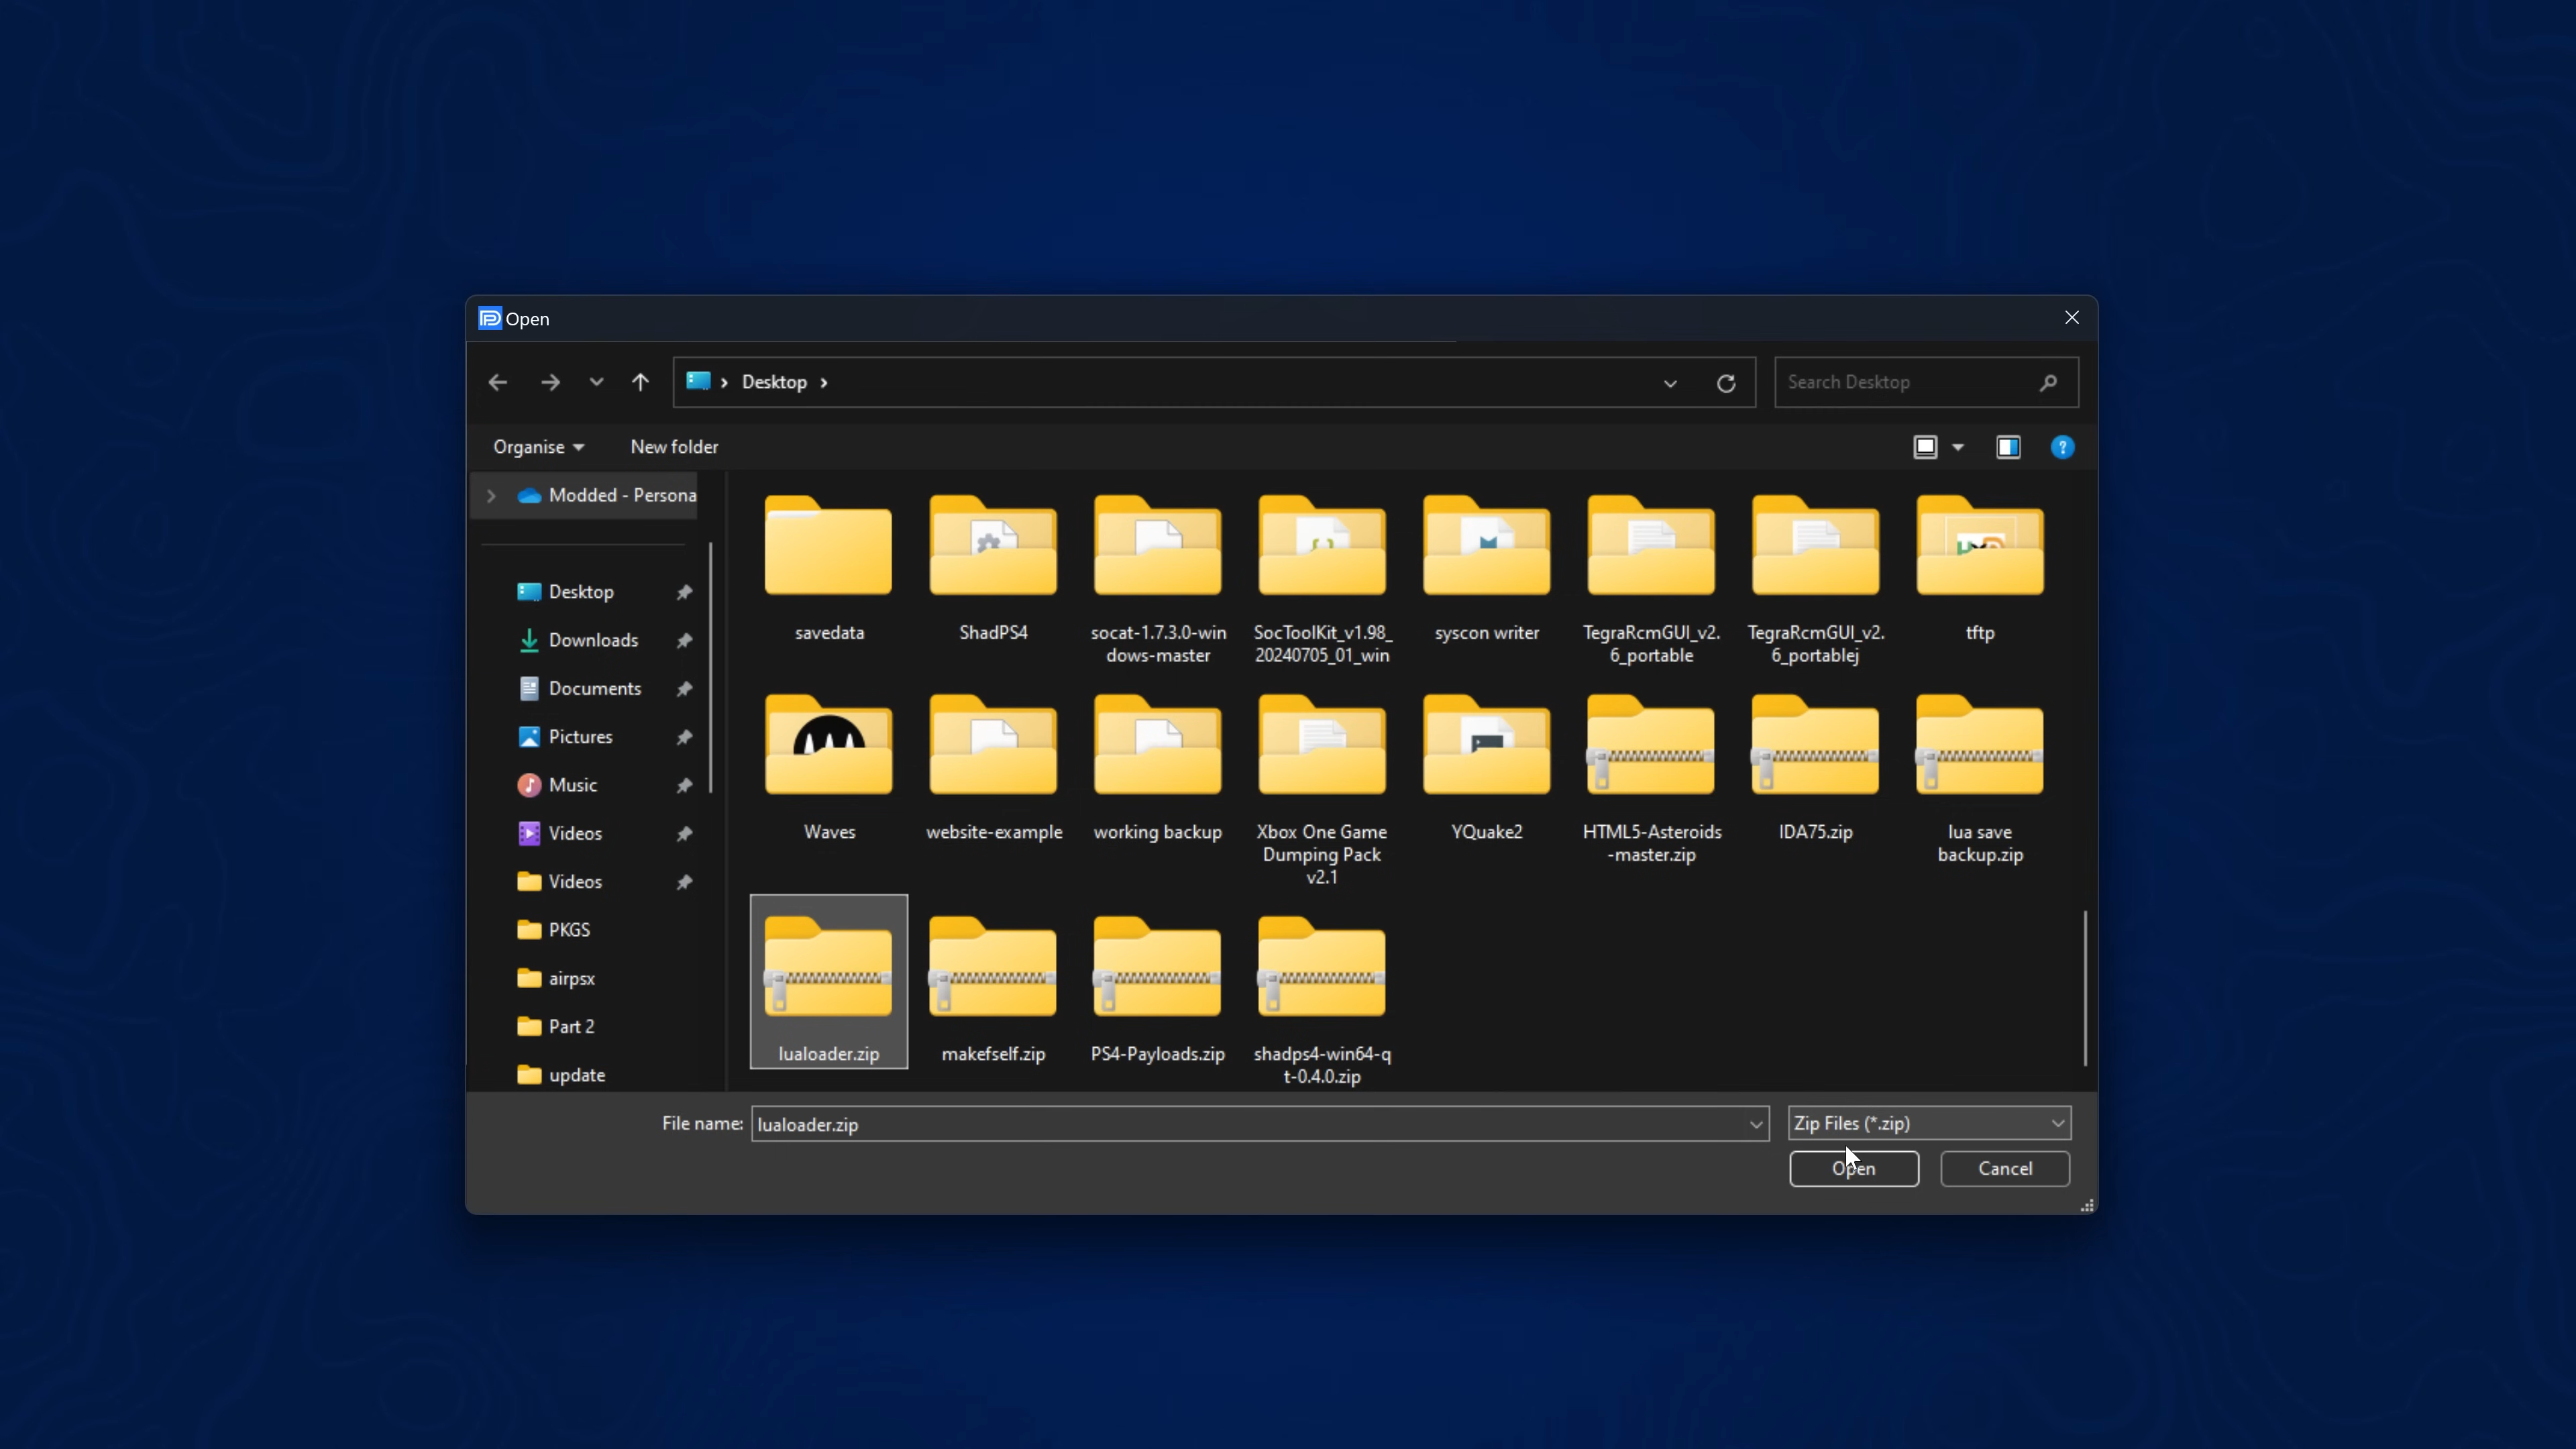 Open
Desktop
Search Desktop
Organise
New folder
Modded - Persona
Desktop
Downloads
Documents
Pictures
Music
Videos
Videos
PKGS
airpsx
Part 2
update
savedata
ShadPS4
socat-1.7.3.0-win
dows-master
SocToolKit_v1.98_
20240705_01_win
syscon writer
TegraRcmGUI_v2.
6_portable
TegraRcmGUI_v2.
6_portablej
tftp
Waves
website-example
working backup
Xbox One Game
Dumping Pack
v2.1
YQuake2
HTML5-Asteroids
-master.zip
IDA75.zip
lua save
backup.zip
lualoader.zip
makefself.zip
PS4-Payloads.zip
shadps4-win64-q
t-0.4.0.zip
File name:
lualoader.zip
Zip Files (*.zip)
Open
Cancel